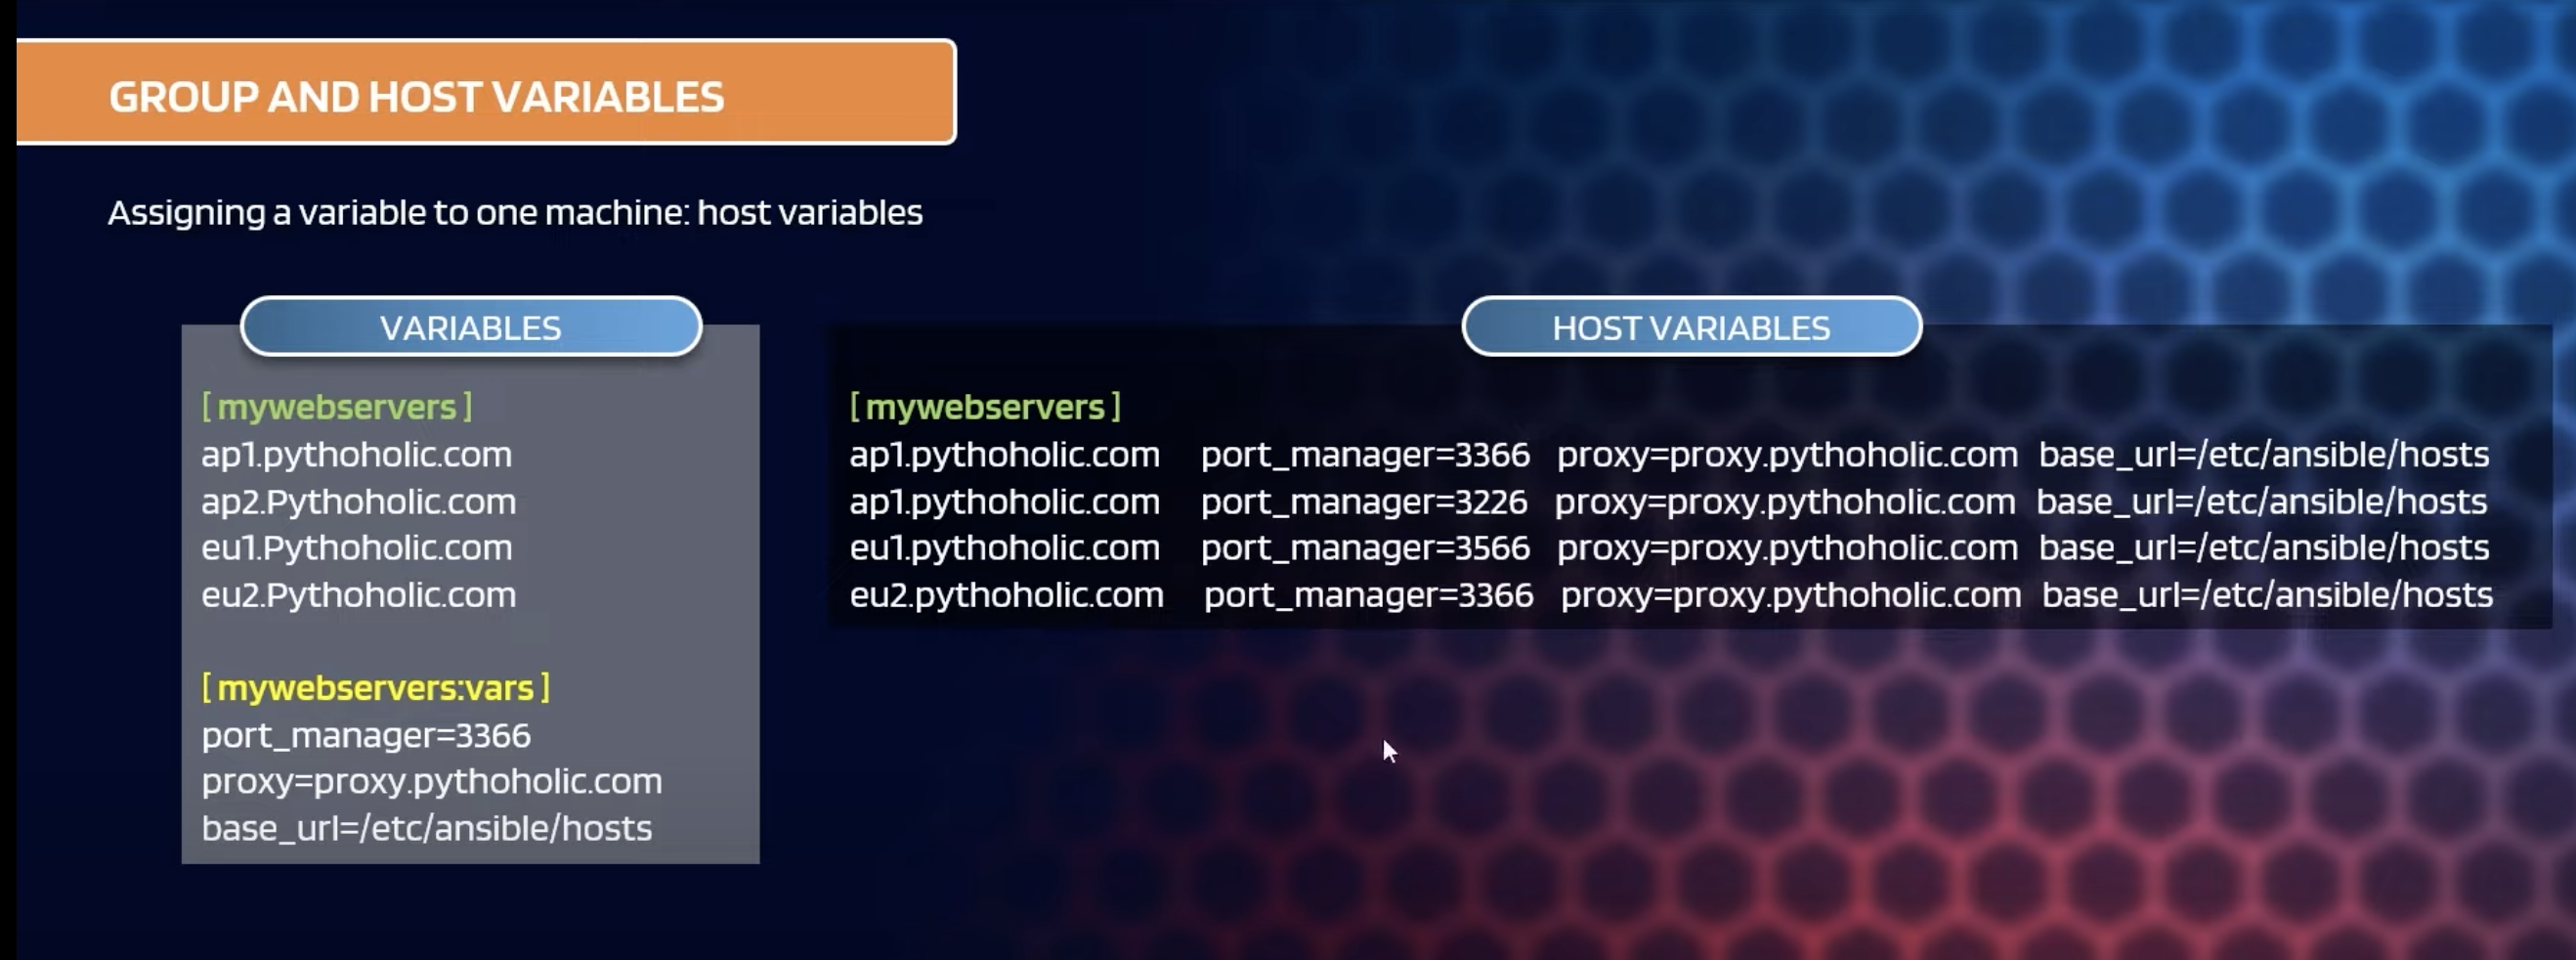 GROUP AND HOST VARIABLES
Assigning a variable to one machine: host variables
VARIABLES
[mywebservers]
ap1.pythoholic.com
ap2.Pythoholic.com
eu1.Pythoholic.com
eu2.Pythoholic.com
[mywebservers:vars]
port_manager=3366
proxy=proxy.pythoholic.com
base_url=/etc/ansible/hosts
HOST VARIABLES
[mywebservers]
ap1.pythoholic.com port_manager=3366 proxy=proxy.pythoholic.com base_url=/etc/ansible/hosts
ap1.pythoholic.com port_manager=3226 proxy=proxy.pythoholic.com base_url=/etc/ansible/hosts
eu1.pythoholic.com port_manager=3566 proxy=proxy.pythoholic.com base_url=/etc/ansible/hosts
eu2.pythoholic.com port_manager=3366 proxy=proxy.pythoholic.com base_url=/etc/ansible/hosts